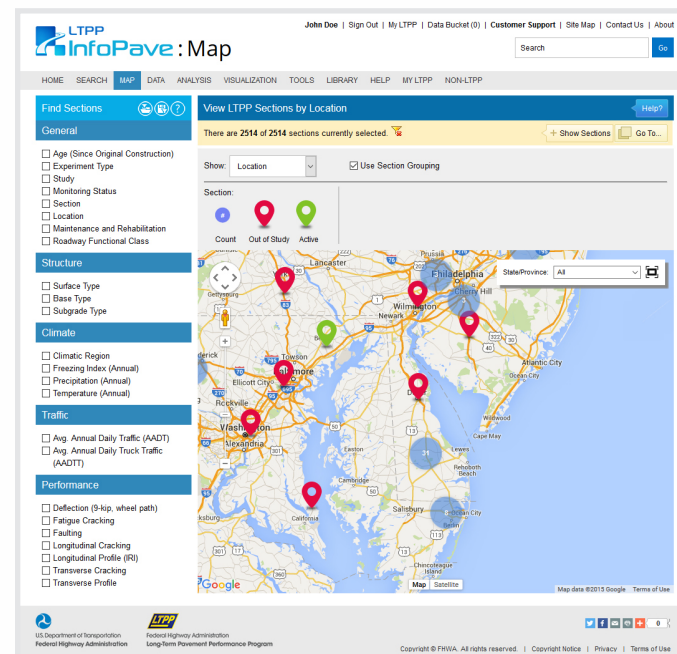 John Doe | Sign Out | My LTPP | Data Bucket (0) | Customer Support | Site Map | Contact Us | About
LTPP
InfoPave : Map
Search
Go
HOME SEARCH MAP DATA ANALYSIS VISUALIZATION TOOLS LIBRARY HELP MY LTPP NON-LTPP
Find Sections
?
General
Age (Since Original Construction)
Experiment Type
Study
Monitoring Status
Section
Location
Maintenance and Rehabilitation
Roadway Functional Class
Structure
Surface Type
Base Type
Subgrade Type
Climate
Climatic Region
Freezing Index (Annual)
Precipitation (Annual)
Temperature (Annual)
Traffic
Avg. Annual Daily Traffic (AADT)
Avg. Annual Daily Truck Traffic
(AADTT)
Performance
Deflection (9-kip, wheel path)
Fatigue Cracking
Faulting
Longitudinal Cracking
Longitudinal Profile (IRI)
Transverse Cracking
Transverse Profile
View LTPP Sections by Location
Help?
There are 2514 of 2514 sections currently selected.
+ Show Sections
Go To...
Show: Location
Use Section Grouping
Section:
#
Count Out of Study Active
State/Province: All
Lancaster
Prussia
Philadelphia
Cherry Hill
Gettysburg
Wilmington
Newark
Towson
Ellicott City
Rockville
Atlantic City
Ocean City
Wildwood
Cape May
Washington
Alexandria
Easton
Lewes
31
Rehoboth
Beach
Cambridge
Salisbury
Ocean City
Berlin
California
Chincoteague
Island
Google
Map Satellite
Map data ©2015 Google Terms of Use
U.S. Department of Transportation
Federal Highway Administration
LTPP
Federal Highway Administration
Long-Term Pavement Performance Program
0
Copyright © FHWA. All rights reserved. | Copyright Notice | Privacy | Terms of Use